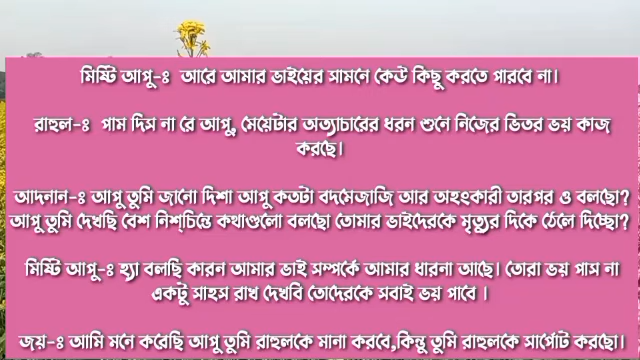 মিষ্টি আপু-ঃ আরে আমার ভাইয়ের সামনে কেউ কিছু করতে পারবে না।
রাহুল-ঃ পাম দিস না রে আপু, মেয়েটার অত্যাচারের ধরন শুনে নিজের ভিতর ভয় কাজ
করছে।
আদনান-ঃ আপু তুমি জানো দিশা আপু কতটা বদমেজাজি আর অহংকারী তারপর ও বলছো?
আপু তুমি দেখছি বেশ নিশ্চিন্তে কথাগুলো বলছো তোমার ভাইদেরকে মৃত্যুর দিকে ঠেলে দিচ্ছো?
মিষ্টি আপু-ঃ হ্যা বলছি কারন আমার ভাই সম্পর্কে আমার ধারনা আছে। তোরা ভয় পাস না
একটু সাহস রাখ দেখবি তোদেরকে সবাই ভয় পাবে ।
জয়-ঃ আমি মনে করেছি আপু তুমি রাহুলকে মানা করবে,কিন্তু তুমি রাহুলকে সার্পোট করছো।